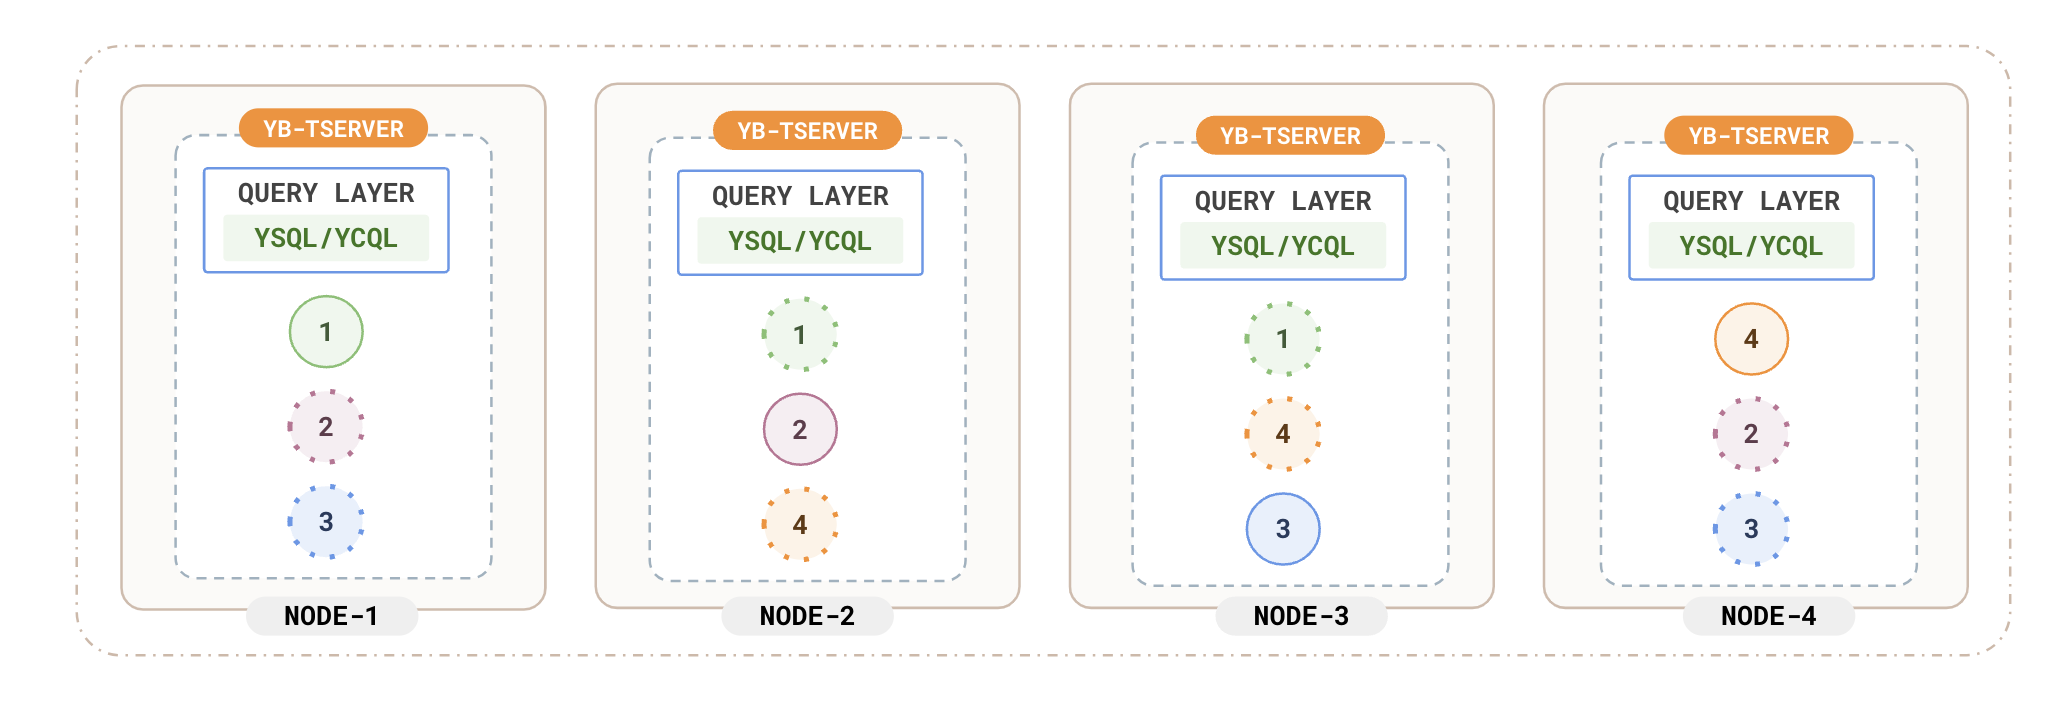 YB-TSERVER
QUERY LAYER
YSQL/YCQL
1
2
3
NODE-1
YB-TSERVER
QUERY LAYER
YSQL/YCQL
1
2
4
NODE-2
YB-TSERVER
QUERY LAYER
YSQL/YCQL
1
4
3
NODE-3
YB-TSERVER
QUERY LAYER
YSQL/YCQL
4
2
3
NODE-4